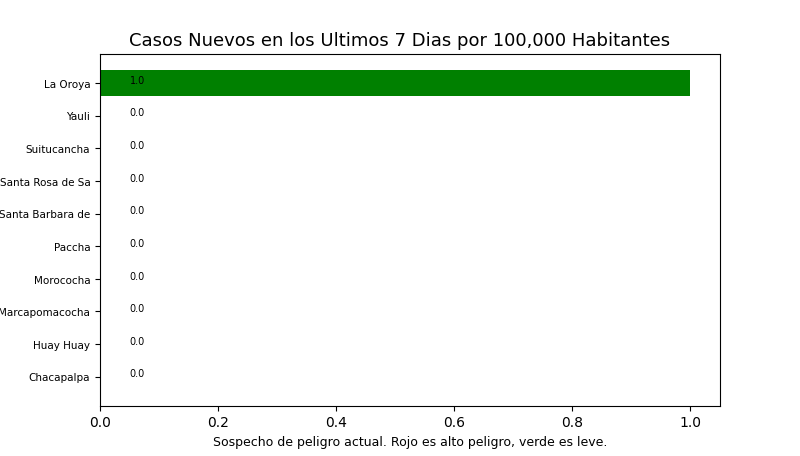 Casos Nuevos en los Ultimos 7 Dias por 100,000 Habitantes
La Oroya 1.0
Yauli 0.0
Suitucancha 0.0
Santa Rosa de Sa 0.0
Santa Barbara de 0.0
Paccha 0.0
Morococha 0.0
Marcapomacocha 0.0
Huay Huay 0.0
Chacapalpa 0.0
0.0 0.2 0.4 0.6 0.8 1.0
Sospecho de peligro actual. Rojo es alto peligro, verde es leve.